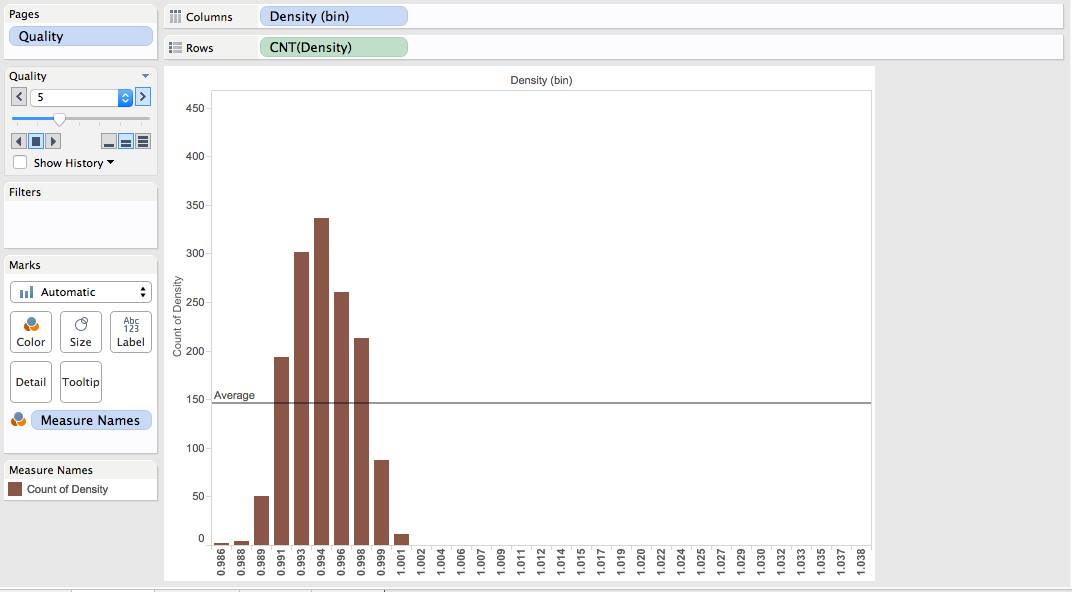 Pages
Quality
Quality
5
Show History
Filters
Marks
Automatic
Color
Size
Abc
123
Label
Detail
Tooltip
Measure Names
Measure Names
Count of Density
Columns
Density (bin)
Rows
CNT(Density)
Density (bin)
Count of Density
450
400
350
300
250
200
150
100
50
0
Average
0.986
0.988
0.989
0.991
0.993
0.994
0.996
0.998
0.999
1.001
1.002
1.004
1.006
1.007
1.009
1.011
1.012
1.014
1.015
1.017
1.019
1.020
1.022
1.024
1.025
1.027
1.029
1.030
1.032
1.033
1.035
1.037
1.038